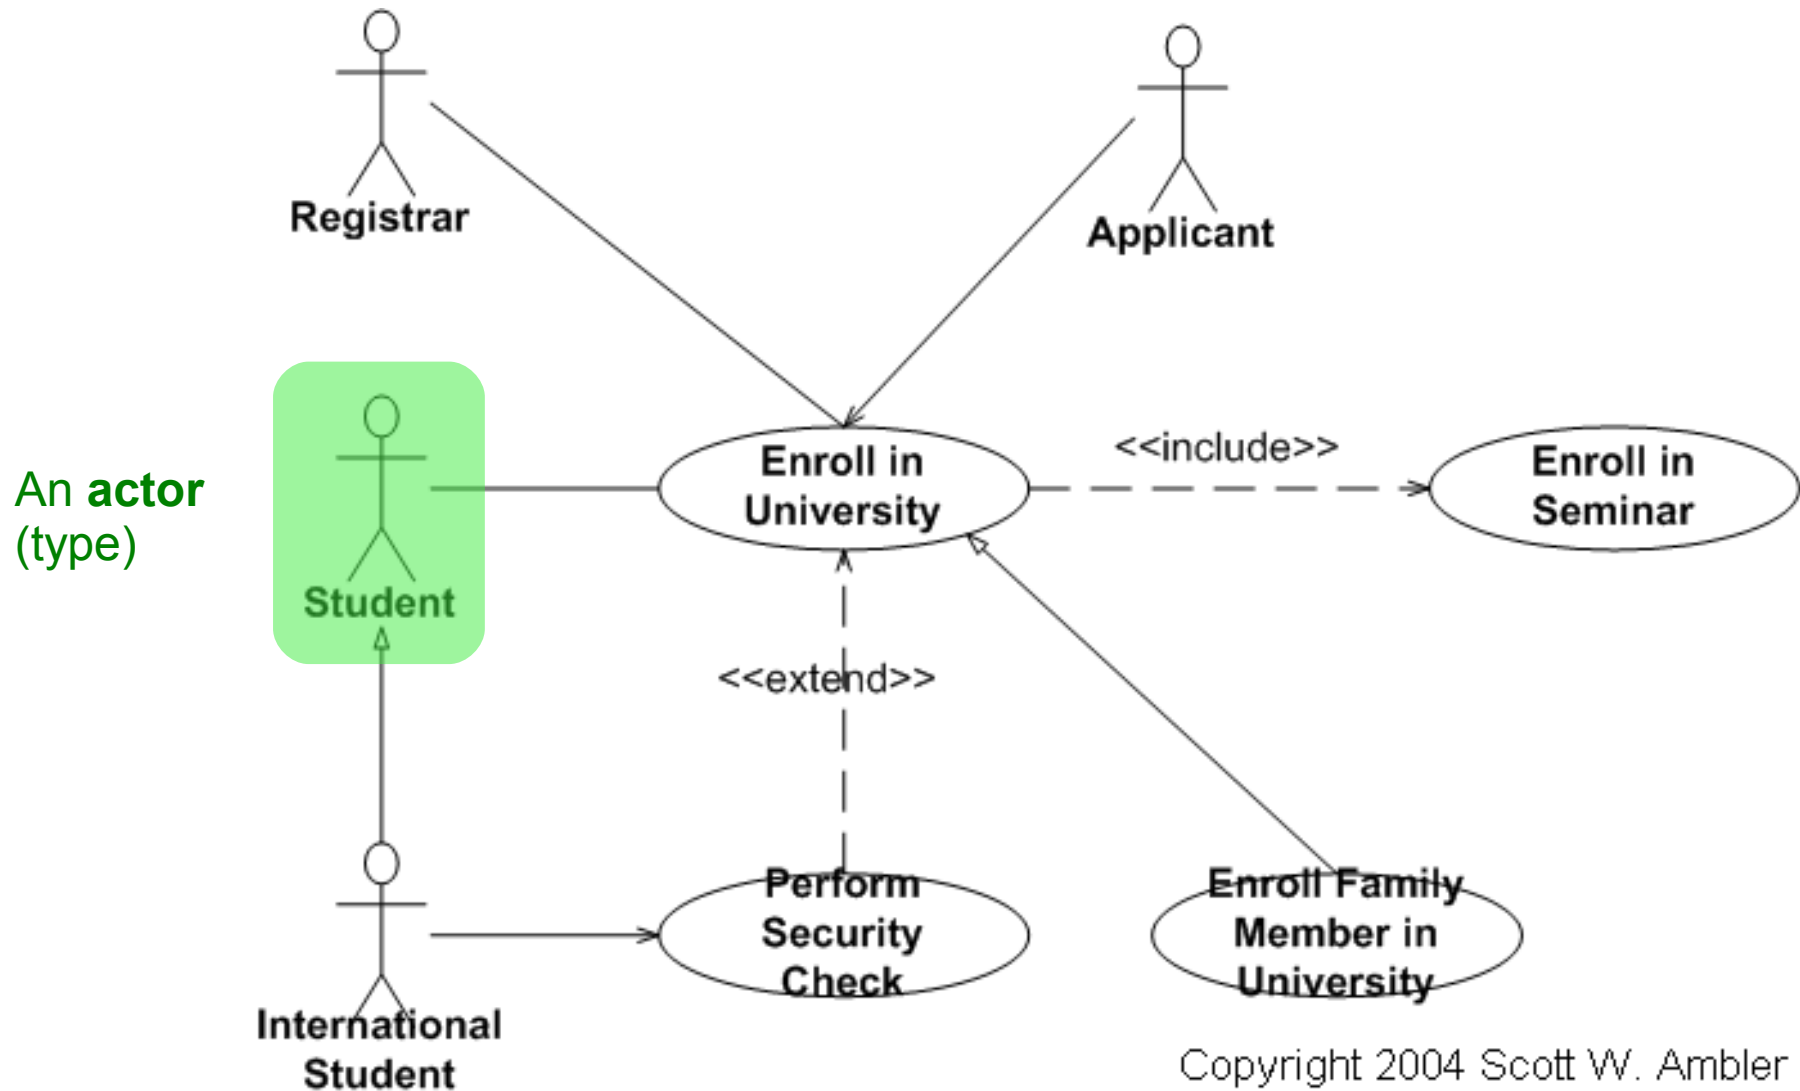 Registrar
Applicant
An actor
(type)
Student
Enroll in
University
<<include>>
Enroll in
Seminar
<<extend>>
International
Student
Perform
Security
Check
Enroll Family
Member in
University
Copyright 2004 Scott W. Ambler